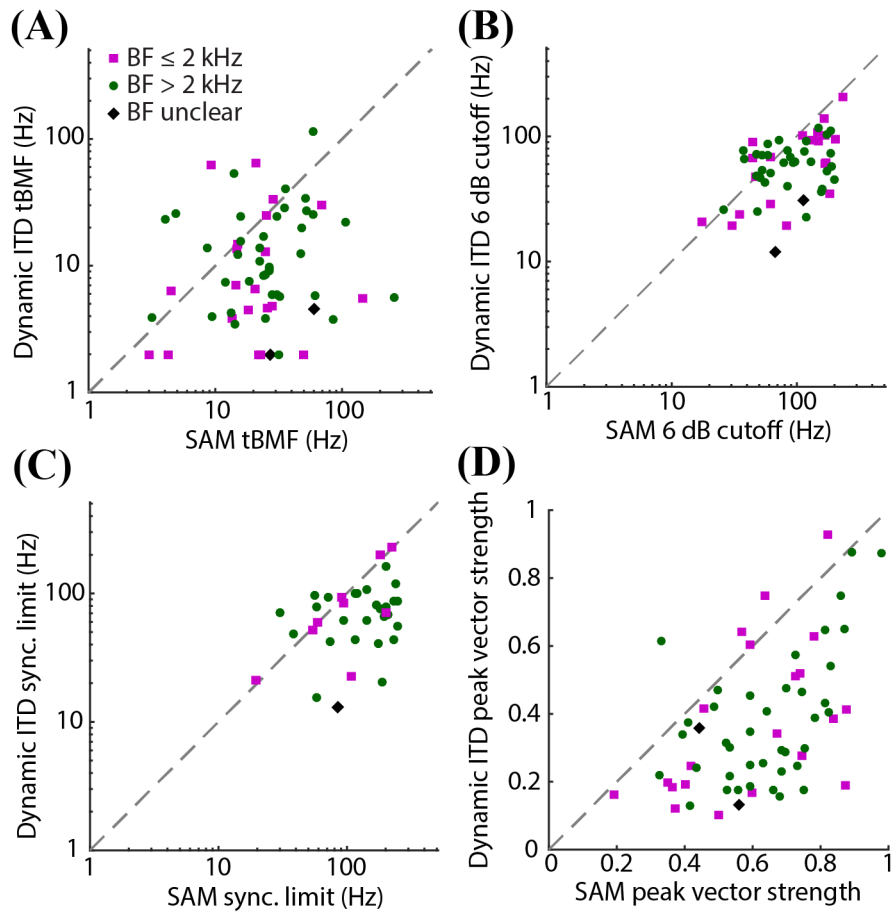 (A)
BF ≤ 2 kHz
BF > 2 kHz
BF unclear
Dynamic ITD tBMF (Hz)
100
10
1
1
10
100
SAM tBMF (Hz)
(B)
Dynamic ITD 6 dB cutoff (Hz)
100
10
1
1
10
100
SAM 6 dB cutoff (Hz)
(C)
Dynamic ITD sync. limit (Hz)
100
10
1
1
10
100
SAM sync. limit (Hz)
(D)
Dynamic ITD peak vector strength
1
0.8
0.6
0.4
0.2
0
0
0.2
0.4
0.6
0.8
1
SAM peak vector strength